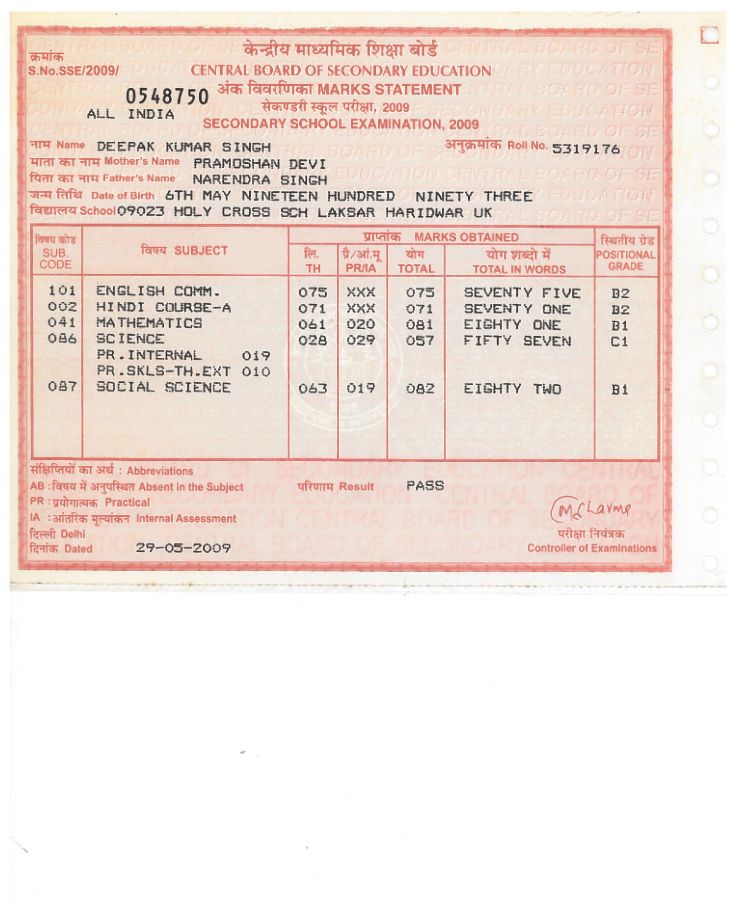 केन्द्रीय माध्यमिक शिक्षा बोर्ड
क्रमांक
S.No.SSE/2009/
CENTRAL BOARD OF SECONDARY EDUCATION
0548750
अंक विवरणिका MARKS STATEMENT
ALL INDIA
सेकण्डरी स्कूल परीक्षा, 2009
SECONDARY SCHOOL EXAMINATION, 2009
नाम Name DEEPAK KUMAR SINGH अनुक्रमांक Roll No. 5319176
माता का नाम Mother's Name PRAMOSHAN DEVI
पिता का नाम Father's Name NARENDRA SINGH
जन्म तिथि Date of Birth 6TH MAY NINETEEN HUNDRED NINETY THREE
विद्यालय School 09023 HOLY CROSS SCH LAKSAR HARIDWAR UK
विषय कोड SUB. CODE
विषय SUBJECT
प्राप्तांक MARKS OBTAINED
लि. TH
प्रै/आं.मू PR/IA
योग TOTAL
योग शब्दो में TOTAL IN WORDS
स्थितीय ग्रेड POSITIONAL GRADE
101 ENGLISH COMM. 075 XXX 075 SEVENTY FIVE B2
002 HINDI COURSE-A 071 XXX 071 SEVENTY ONE B2
041 MATHEMATICS 061 020 081 EIGHTY ONE B1
086 SCIENCE 028 029 057 FIFTY SEVEN C1
PR.INTERNAL 019
PR.SKLS-TH.EXT 010
087 SOCIAL SCIENCE 063 019 082 EIGHTY TWO B1
संक्षिप्तियों का अर्थ : Abbreviations
AB : विषय में अनुपस्थित Absent in the Subject परिणाम Result PASS
PR : प्रयोगात्मक Practical
IA : आंतरिक मूल्यांकन Internal Assessment
दिल्ली Delhi परीक्षा नियंत्रक
दिनांक Dated 29-05-2009 Controller of Examinations